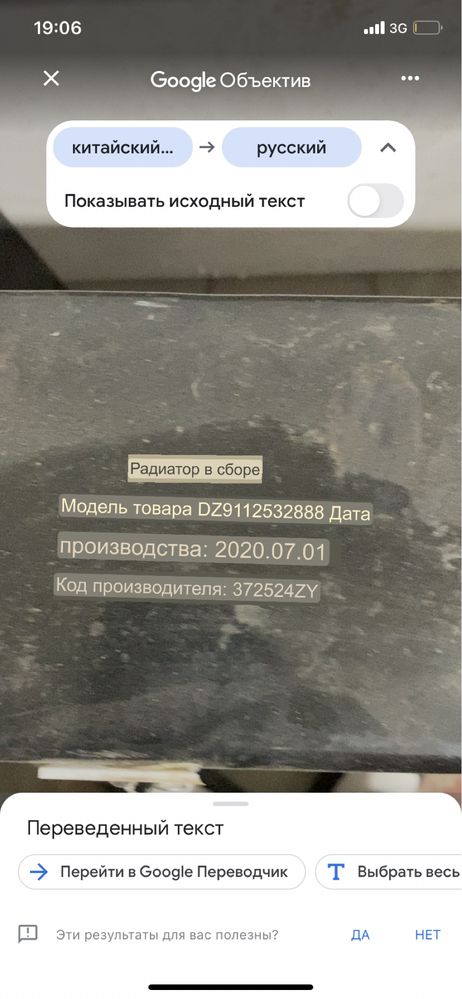 19:06
3G
Google Объектив
китайский... → русский
Показывать исходный текст
Радиатор в сборе
Модель товара DZ9112532888 Дата
производства: 2020.07.01
Код производителя: 372524ZY
Переведенный текст
Перейти в Google Переводчик
Выбрать весь
Эти результаты для вас полезны?
ДА
НЕТ